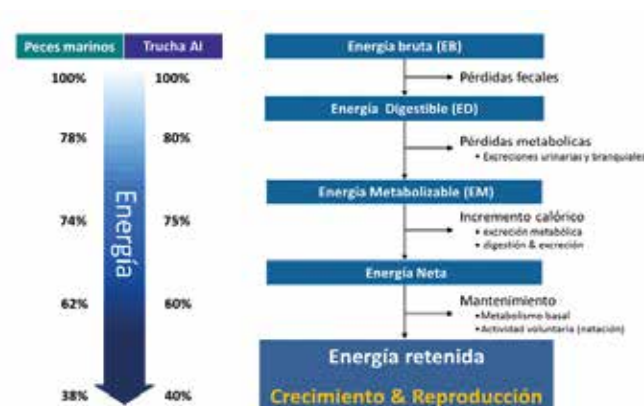 Peces marinos
Trucha AI
100%
100%
78%
80%
74%
75%
62%
60%
38%
40%
Energía
Energía bruta (EB)
Pérdidas fecales
Energía Digestible (ED)
Pérdidas metabolicas
• Excreciones urinarias y branquiales
Energía Metabolizable (EM)
Incremento calórico
• excreción metabólica
• digestión & excreción
Energía Neta
Mantenimiento
• Metabolismo basal
• Actividad voluntaria (natación)
Energía retenida
Crecimiento & Reproducción